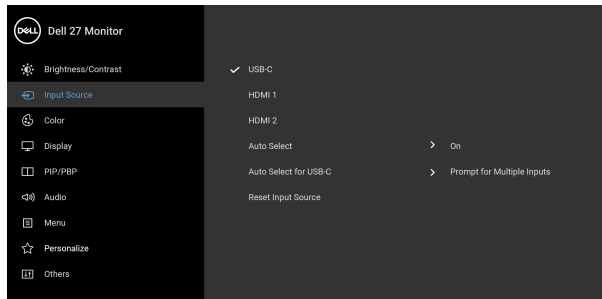 DELL Dell 27 Monitor
Brightness/Contrast
Input Source
Color
Display
PIP/PBP
Audio
Menu
Personalize
Others
USB-C
HDMI 1
HDMI 2
Auto Select On
Auto Select for USB-C Prompt for Multiple Inputs
Reset Input Source